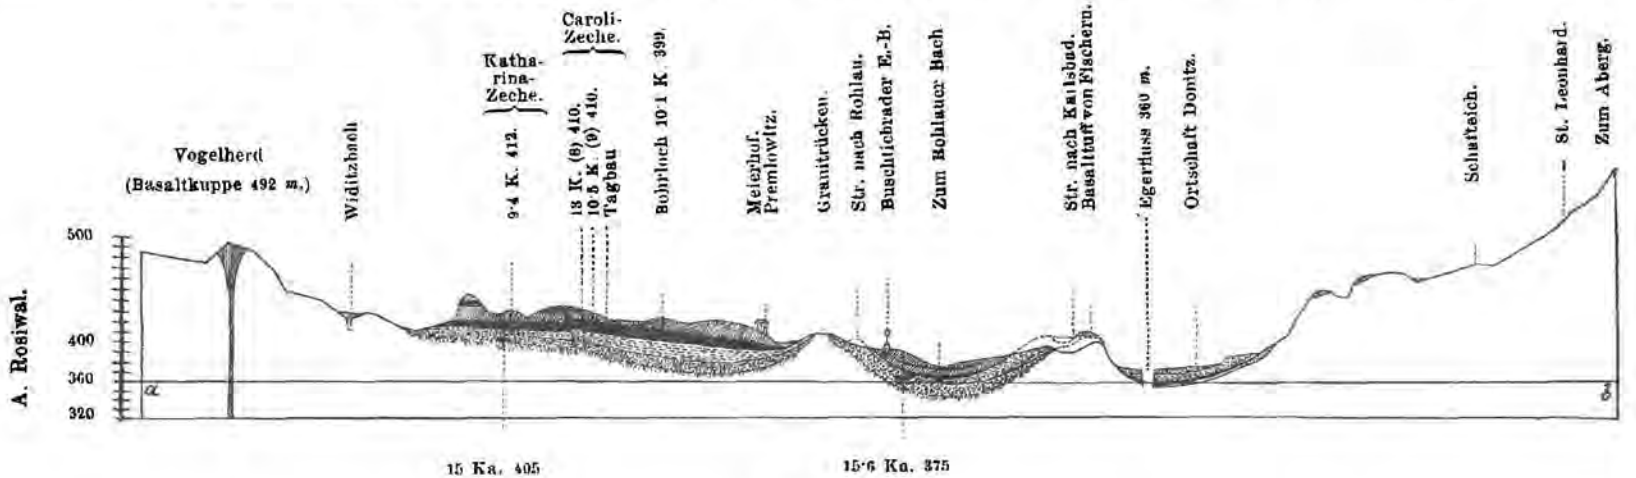 A. Rosiwal.
500
400
360
320
Vogelherd
(Basaltkuppe 492 m.)
Widitzbach
Katha-
rina-
Zeche.
9·4 K. 412.
Caroli-
Zeche.
13 K. (8) 410.
10·5 K. (9) 410.
Tagbau
Bohrloch 10·1 K. 399.
Meierhof.
Premlowitz.
Granitrücken.
Str. nach Rohlau.
Buschtiehrader E.-B.
Zum Rohlauer Bach
Str. nach Karlsbad.
Basalttuff von Fischern.
Egerfluss 360 m.
Ortschaft Donitz.
Schafteich.
St. Leonhard.
Zum Aberg.
a
15 Ka. 405
15·6 Ka. 375